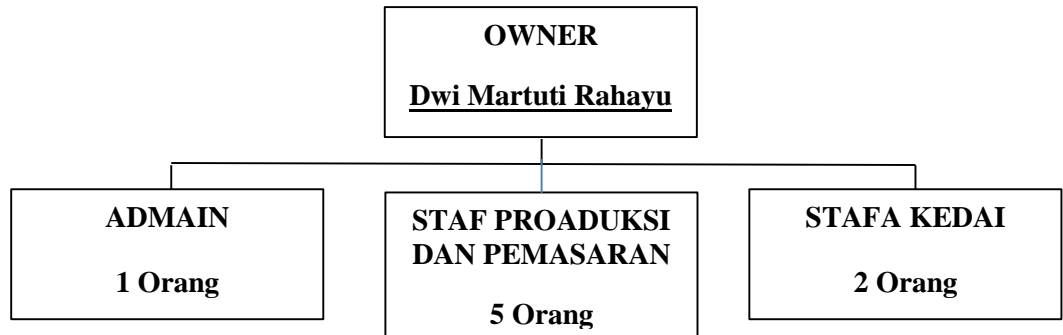 OWNER
Dwi Martuti Rahayu
ADMAIN
1 Orang
STAF PROADUKSI
DAN PEMASARAN
5 Orang
STAFA KEDAI
2 Orang